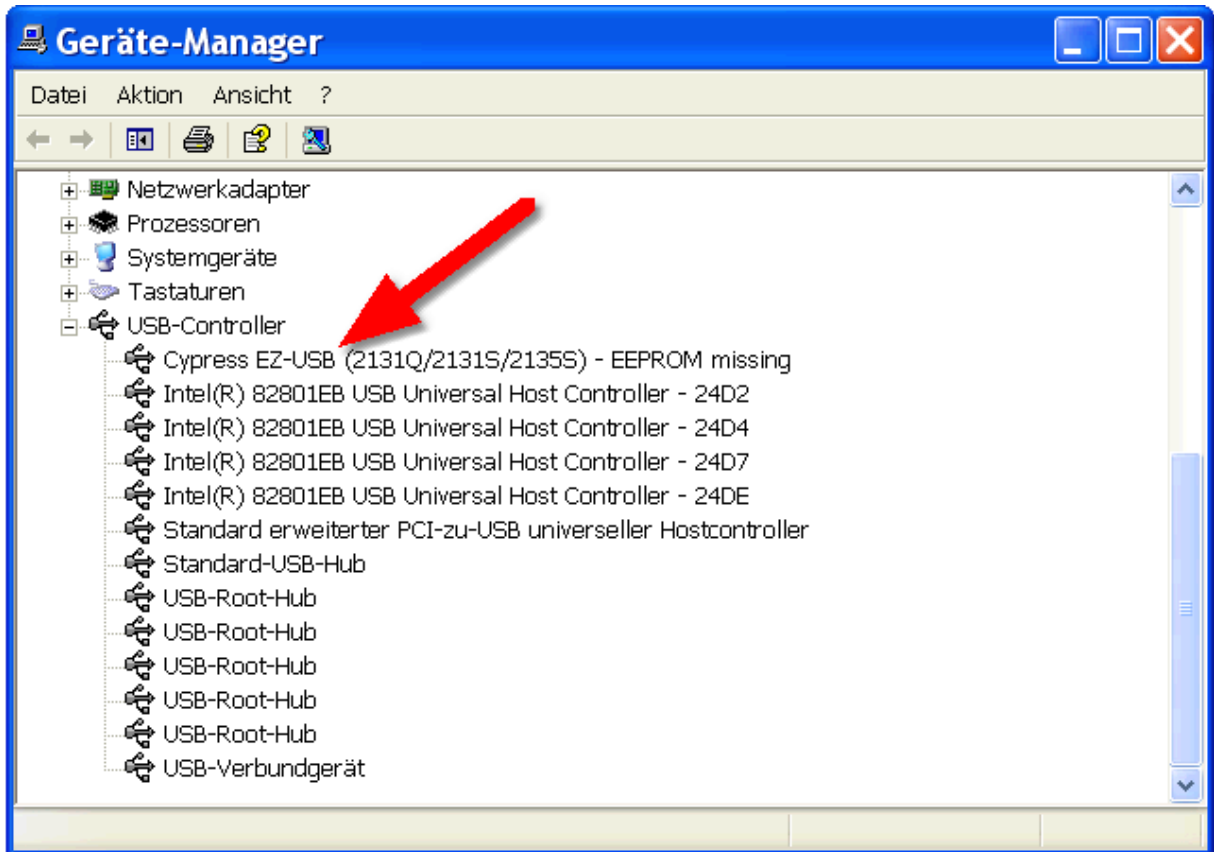 Geräte-Manager
Datei Aktion Ansicht ?
Netzwerkadapter
Prozessoren
Systemgeräte
Tastaturen
USB-Controller
Cypress EZ-USB (2131Q/2131S/2135S) - EEPROM missing
Intel(R) 82801EB USB Universal Host Controller - 24D2
Intel(R) 82801EB USB Universal Host Controller - 24D4
Intel(R) 82801EB USB Universal Host Controller - 24D7
Intel(R) 82801EB USB Universal Host Controller - 24DE
Standard erweiterter PCI-zu-USB universeller Hostcontroller
Standard-USB-Hub
USB-Root-Hub
USB-Root-Hub
USB-Root-Hub
USB-Root-Hub
USB-Root-Hub
USB-Verbundgerät